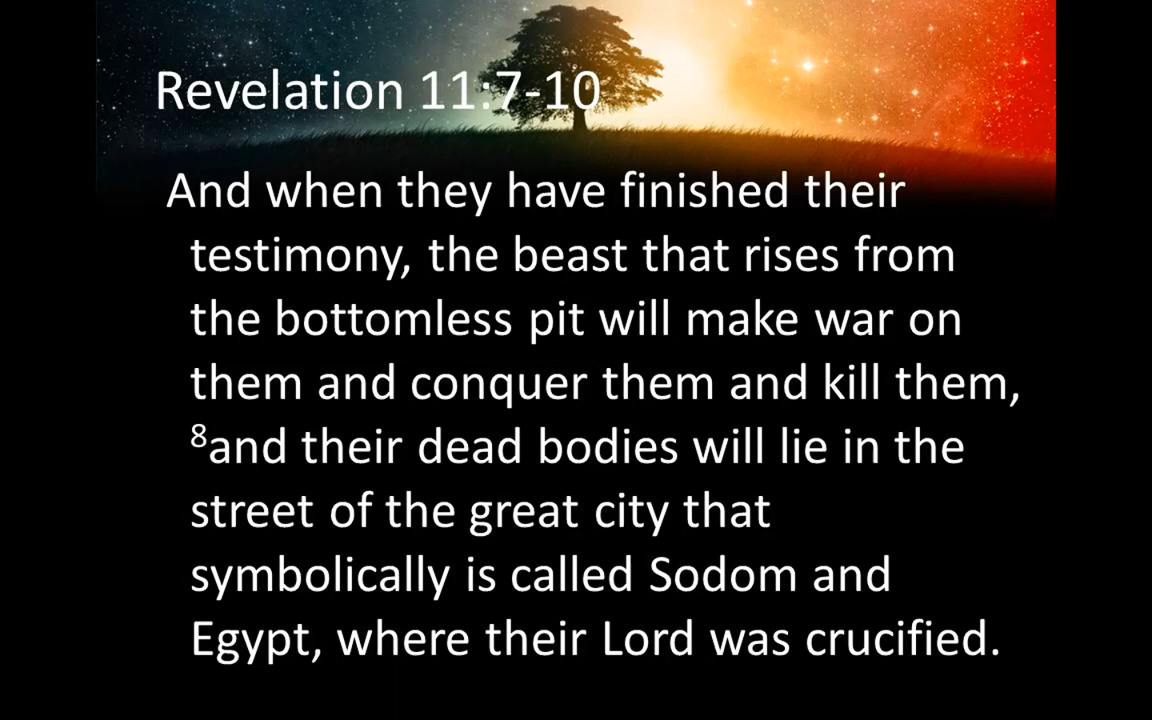 Revelation 11:7-10
And when they have finished their
testimony, the beast that rises from
the bottomless pit will make war on
them and conquer them and kill them,
⁸and their dead bodies will lie in the
street of the great city that
symbolically is called Sodom and
Egypt, where their Lord was crucified.